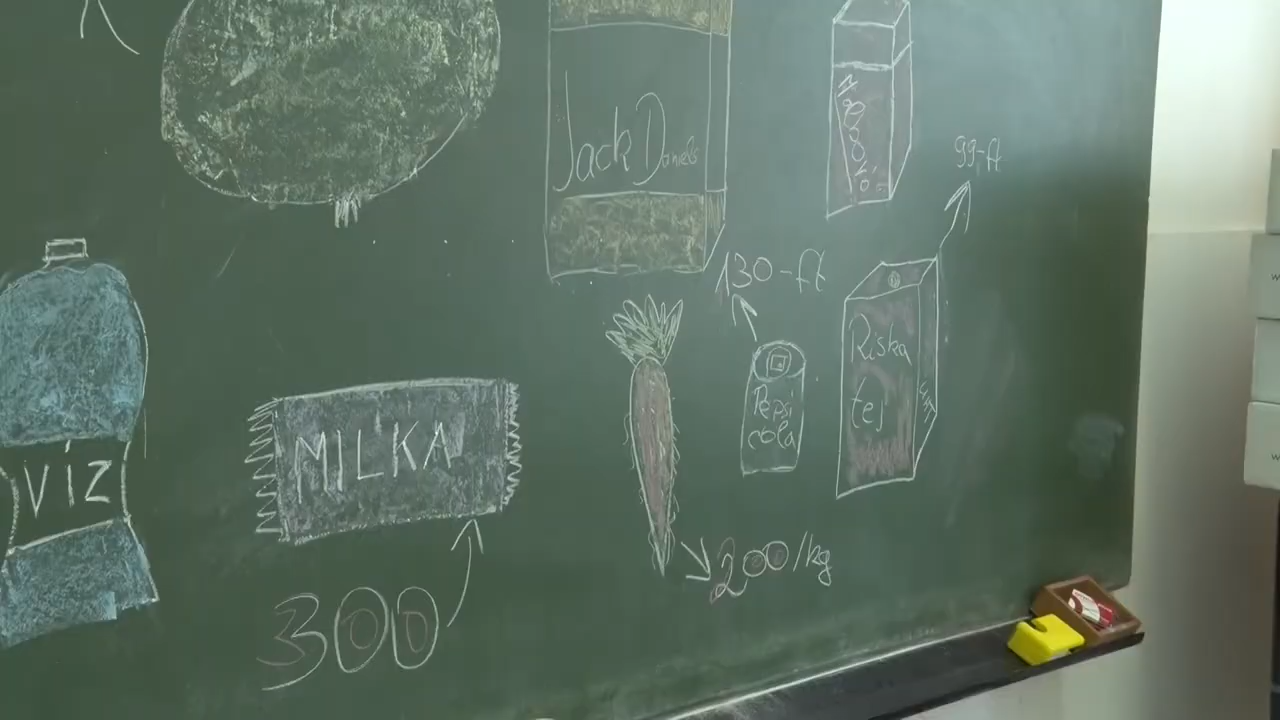 Jack Daniels
99,-ft
130-ft
Riska
tej
Pepsi
cola
VÍZ
MILKA
200/kg
300